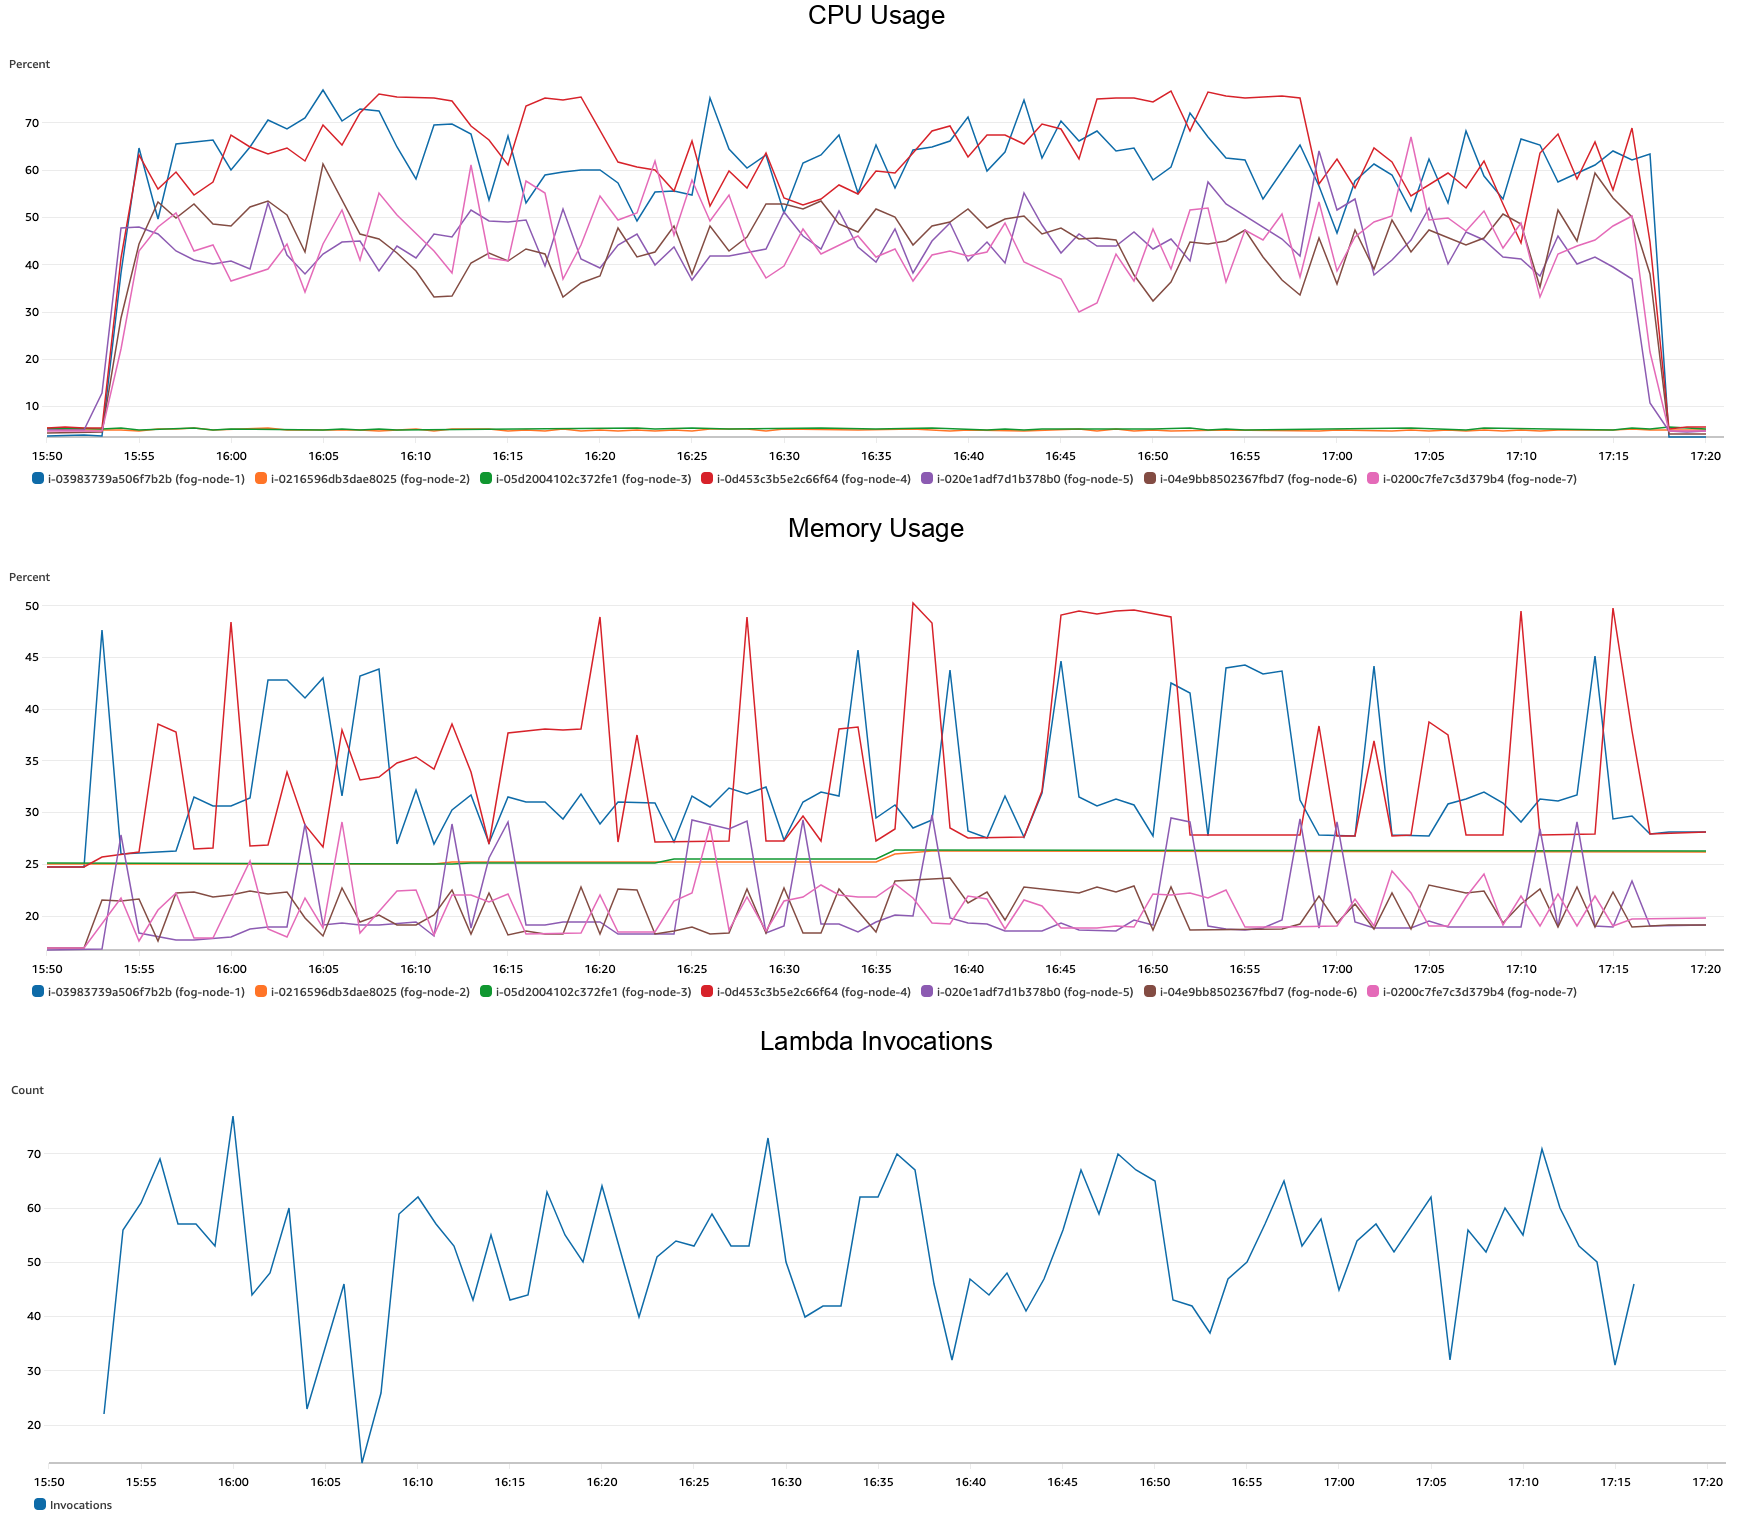 CPU Usage
Percent
70
60
50
40
30
20
10
15:50 15:55 16:00 16:05 16:10 16:15 16:20 16:25 16:30 16:35 16:40 16:45 16:50 16:55 17:00 17:05 17:10 17:15 17:20
i-03983739a506f7b2b (fog-node-1) i-0216596db3dae8025 (fog-node-2) i-05d2004102c372fe1 (fog-node-3) i-0d453c3b5e2c66f64 (fog-node-4) i-020e1adf7d1b378b0 (fog-node-5) i-04e9bb8502367fbd7 (fog-node-6) i-0200c7fe7c3d379b4 (fog-node-7)
Memory Usage
Percent
50
45
40
35
30
25
20
15:50 15:55 16:00 16:05 16:10 16:15 16:20 16:25 16:30 16:35 16:40 16:45 16:50 16:55 17:00 17:05 17:10 17:15 17:20
i-03983739a506f7b2b (fog-node-1) i-0216596db3dae8025 (fog-node-2) i-05d2004102c372fe1 (fog-node-3) i-0d453c3b5e2c66f64 (fog-node-4) i-020e1adf7d1b378b0 (fog-node-5) i-04e9bb8502367fbd7 (fog-node-6) i-0200c7fe7c3d379b4 (fog-node-7)
Lambda Invocations
Count
70
60
50
40
30
20
15:50 15:55 16:00 16:05 16:10 16:15 16:20 16:25 16:30 16:35 16:40 16:45 16:50 16:55 17:00 17:05 17:10 17:15 17:20
Invocations